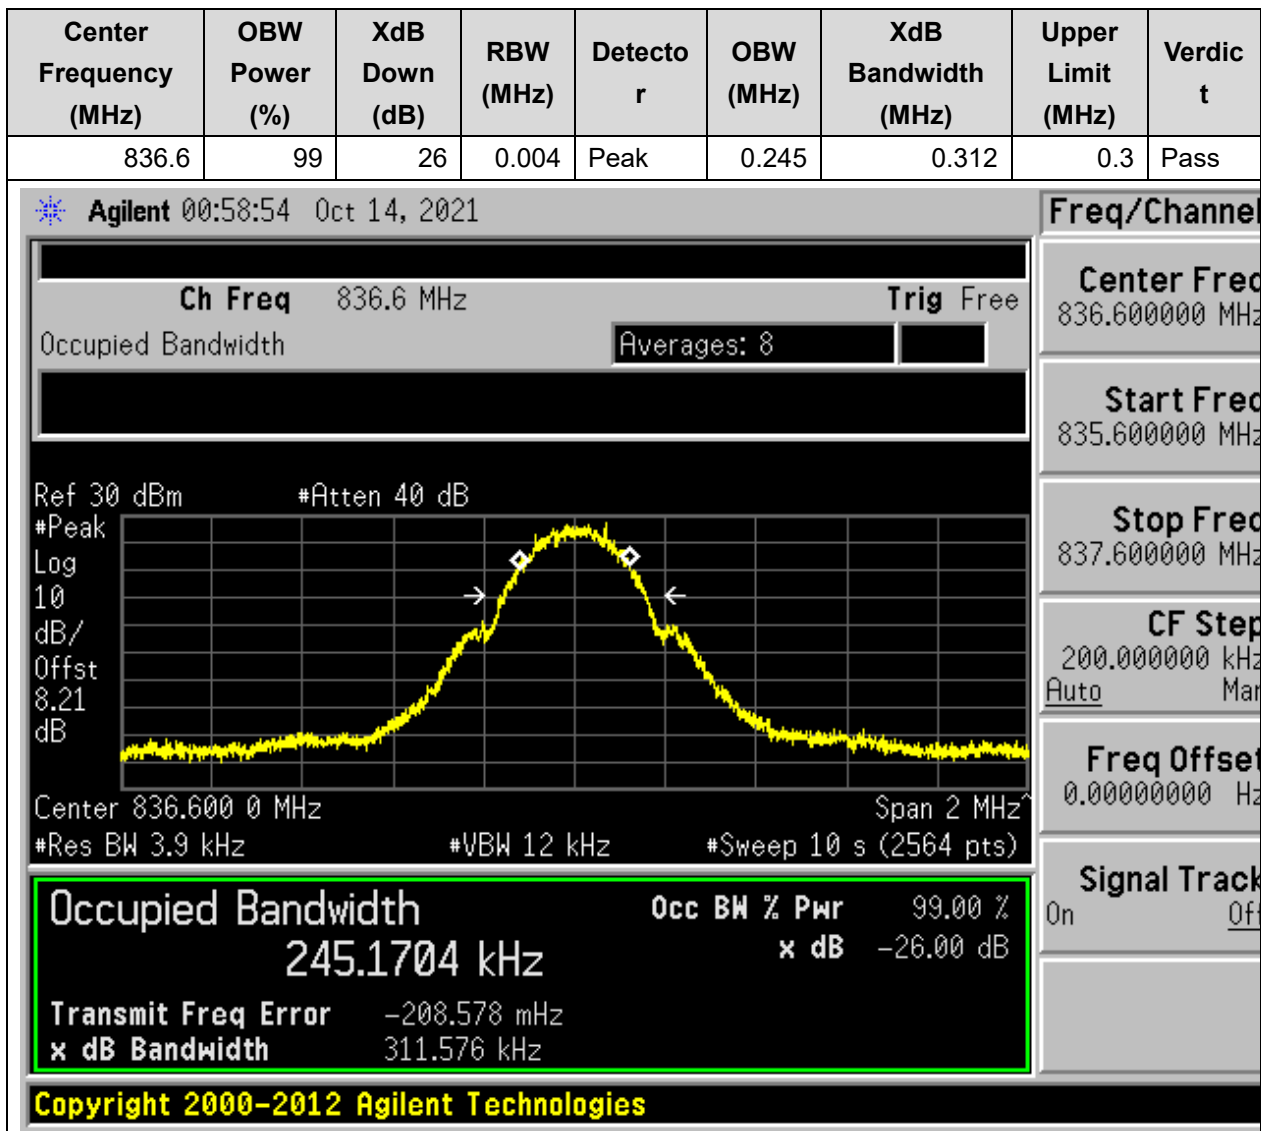 Center Frequency (MHz) OBW Power (%) XdB Down (dB) RBW (MHz) Detecto r OBW (MHz) XdB Bandwidth (MHz) Upper Limit (MHz) Verdic t
836.6 99 26 0.004 Peak 0.245 0.312 0.3 Pass
Agilent 00:58:54 Oct 14, 2021
Freq/Channel
Ch Freq 836.6 MHz Trig Free
Occupied Bandwidth Averages: 8
Center Freq
836.600000 MHz
Start Freq
835.600000 MHz
Stop Freq
837.600000 MHz
CF Step
200.000000 kHz
Auto Man
Freq Offset
0.00000000 Hz
Signal Track
On Off
Ref 30 dBm #Atten 40 dB
#Peak
Log
10
dB/
Offst
8.21
dB
Center 836.600 0 MHz Span 2 MHz^
#Res BW 3.9 kHz #VBW 12 kHz #Sweep 10 s (2564 pts)
Occupied Bandwidth Occ BW % Pwr 99.00 %
245.1704 kHz x dB -26.00 dB
Transmit Freq Error -208.578 mHz
x dB Bandwidth 311.576 kHz
Copyright 2000-2012 Agilent Technologies